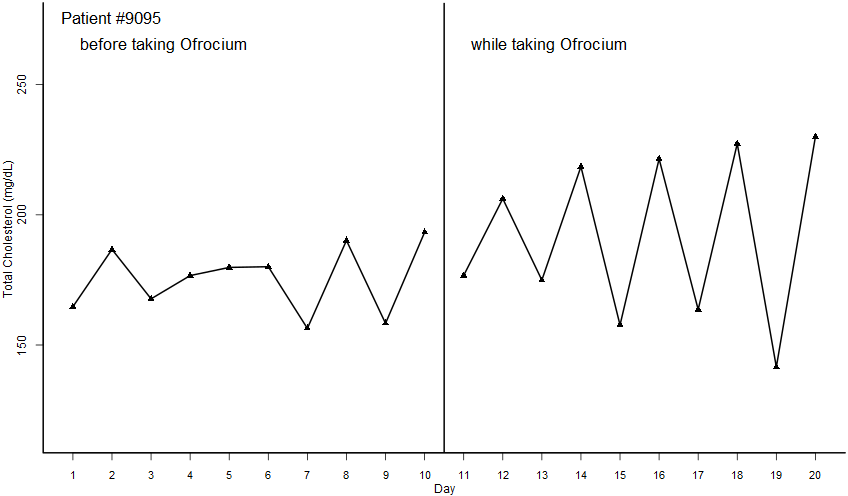 Patient #9095
before taking Ofrocium
while taking Ofrocium
250
200
150
Total Cholesterol (mg/dL)
1 2 3 4 5 6 7 8 9 10 11 12 13 14 15 16 17 18 19 20
Day